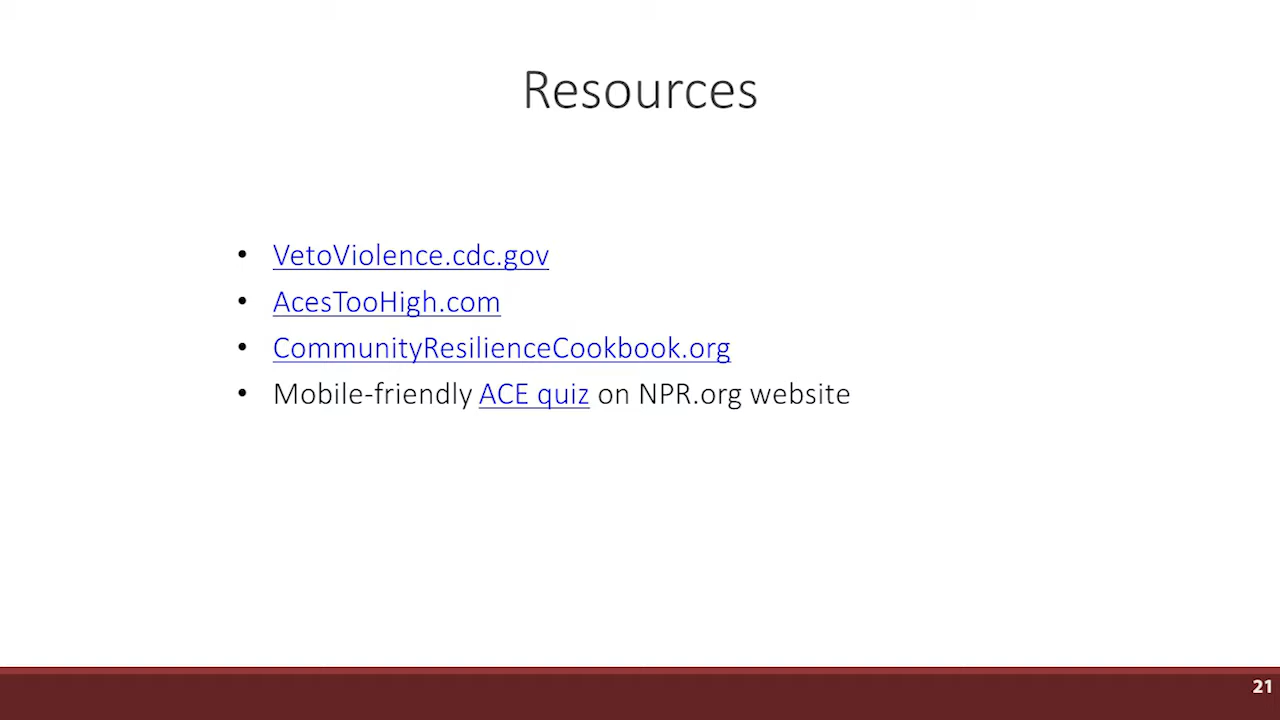 Resources
• VetoViolence.cdc.gov
• AcesTooHigh.com
• CommunityResilienceCookbook.org
• Mobile-friendly ACE quiz on NPR.org website
21